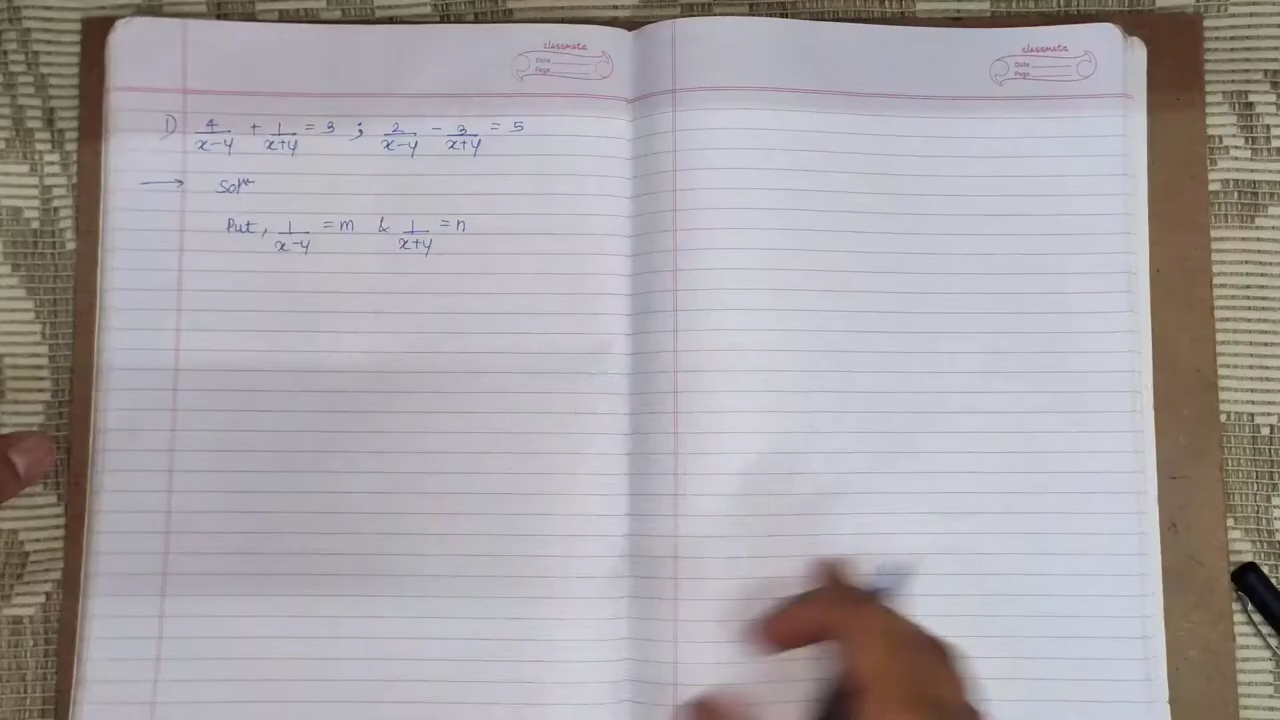 classmate
Date
Page
classmate
Date
Page
1) 4/(x-y) + 1/(x+y) = 3 ; 2/(x-y) - 3/(x+y) = 5
→ Solⁿ
Put, 1/(x-y) = m & 1/(x+y) = n